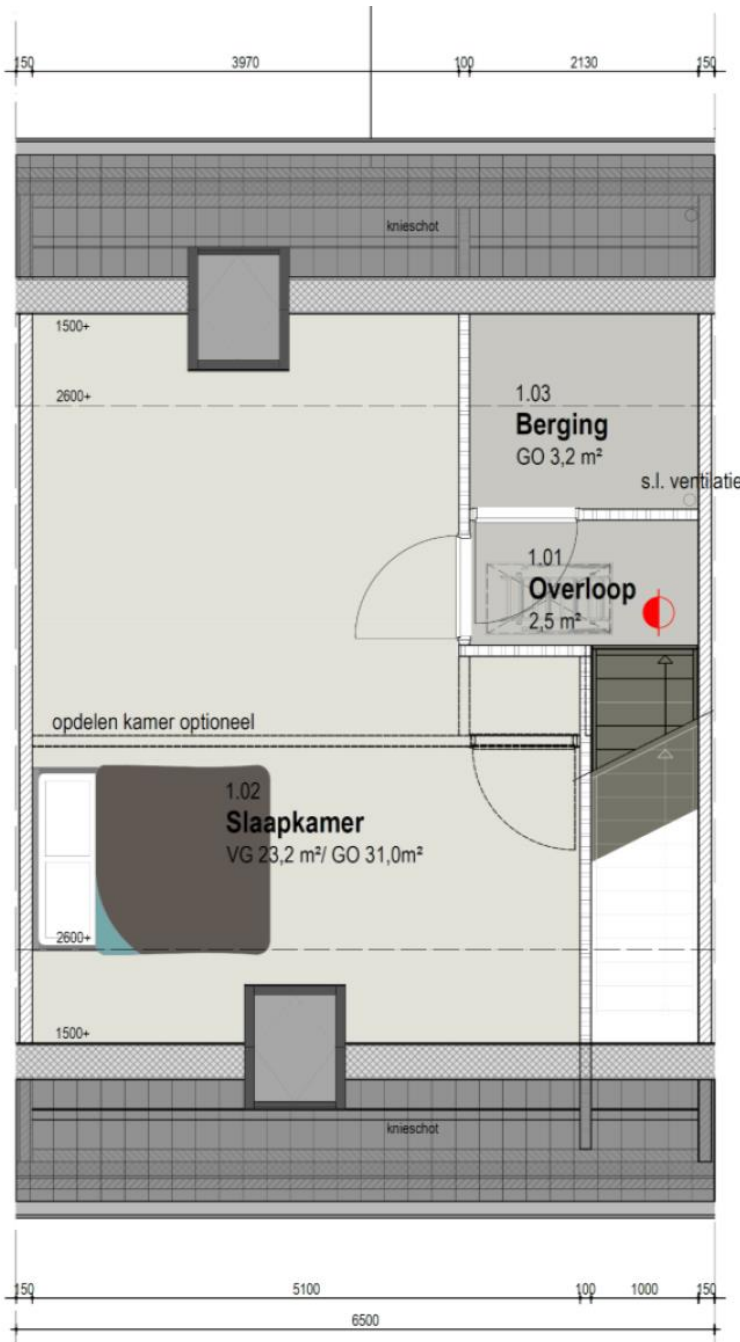 150 3970 100 2130 150
knieschot
1500+
2600+
1.03
Berging
GO 3,2 m²
s.l. ventilatie
1.01
Overloop
2,5 m²
opdelen kamer optioneel
1.02
Slaapkamer
VG 23,2 m²/ GO 31,0m²
2600+
1500+
knieschot
150 5100 100 1000 150
6500